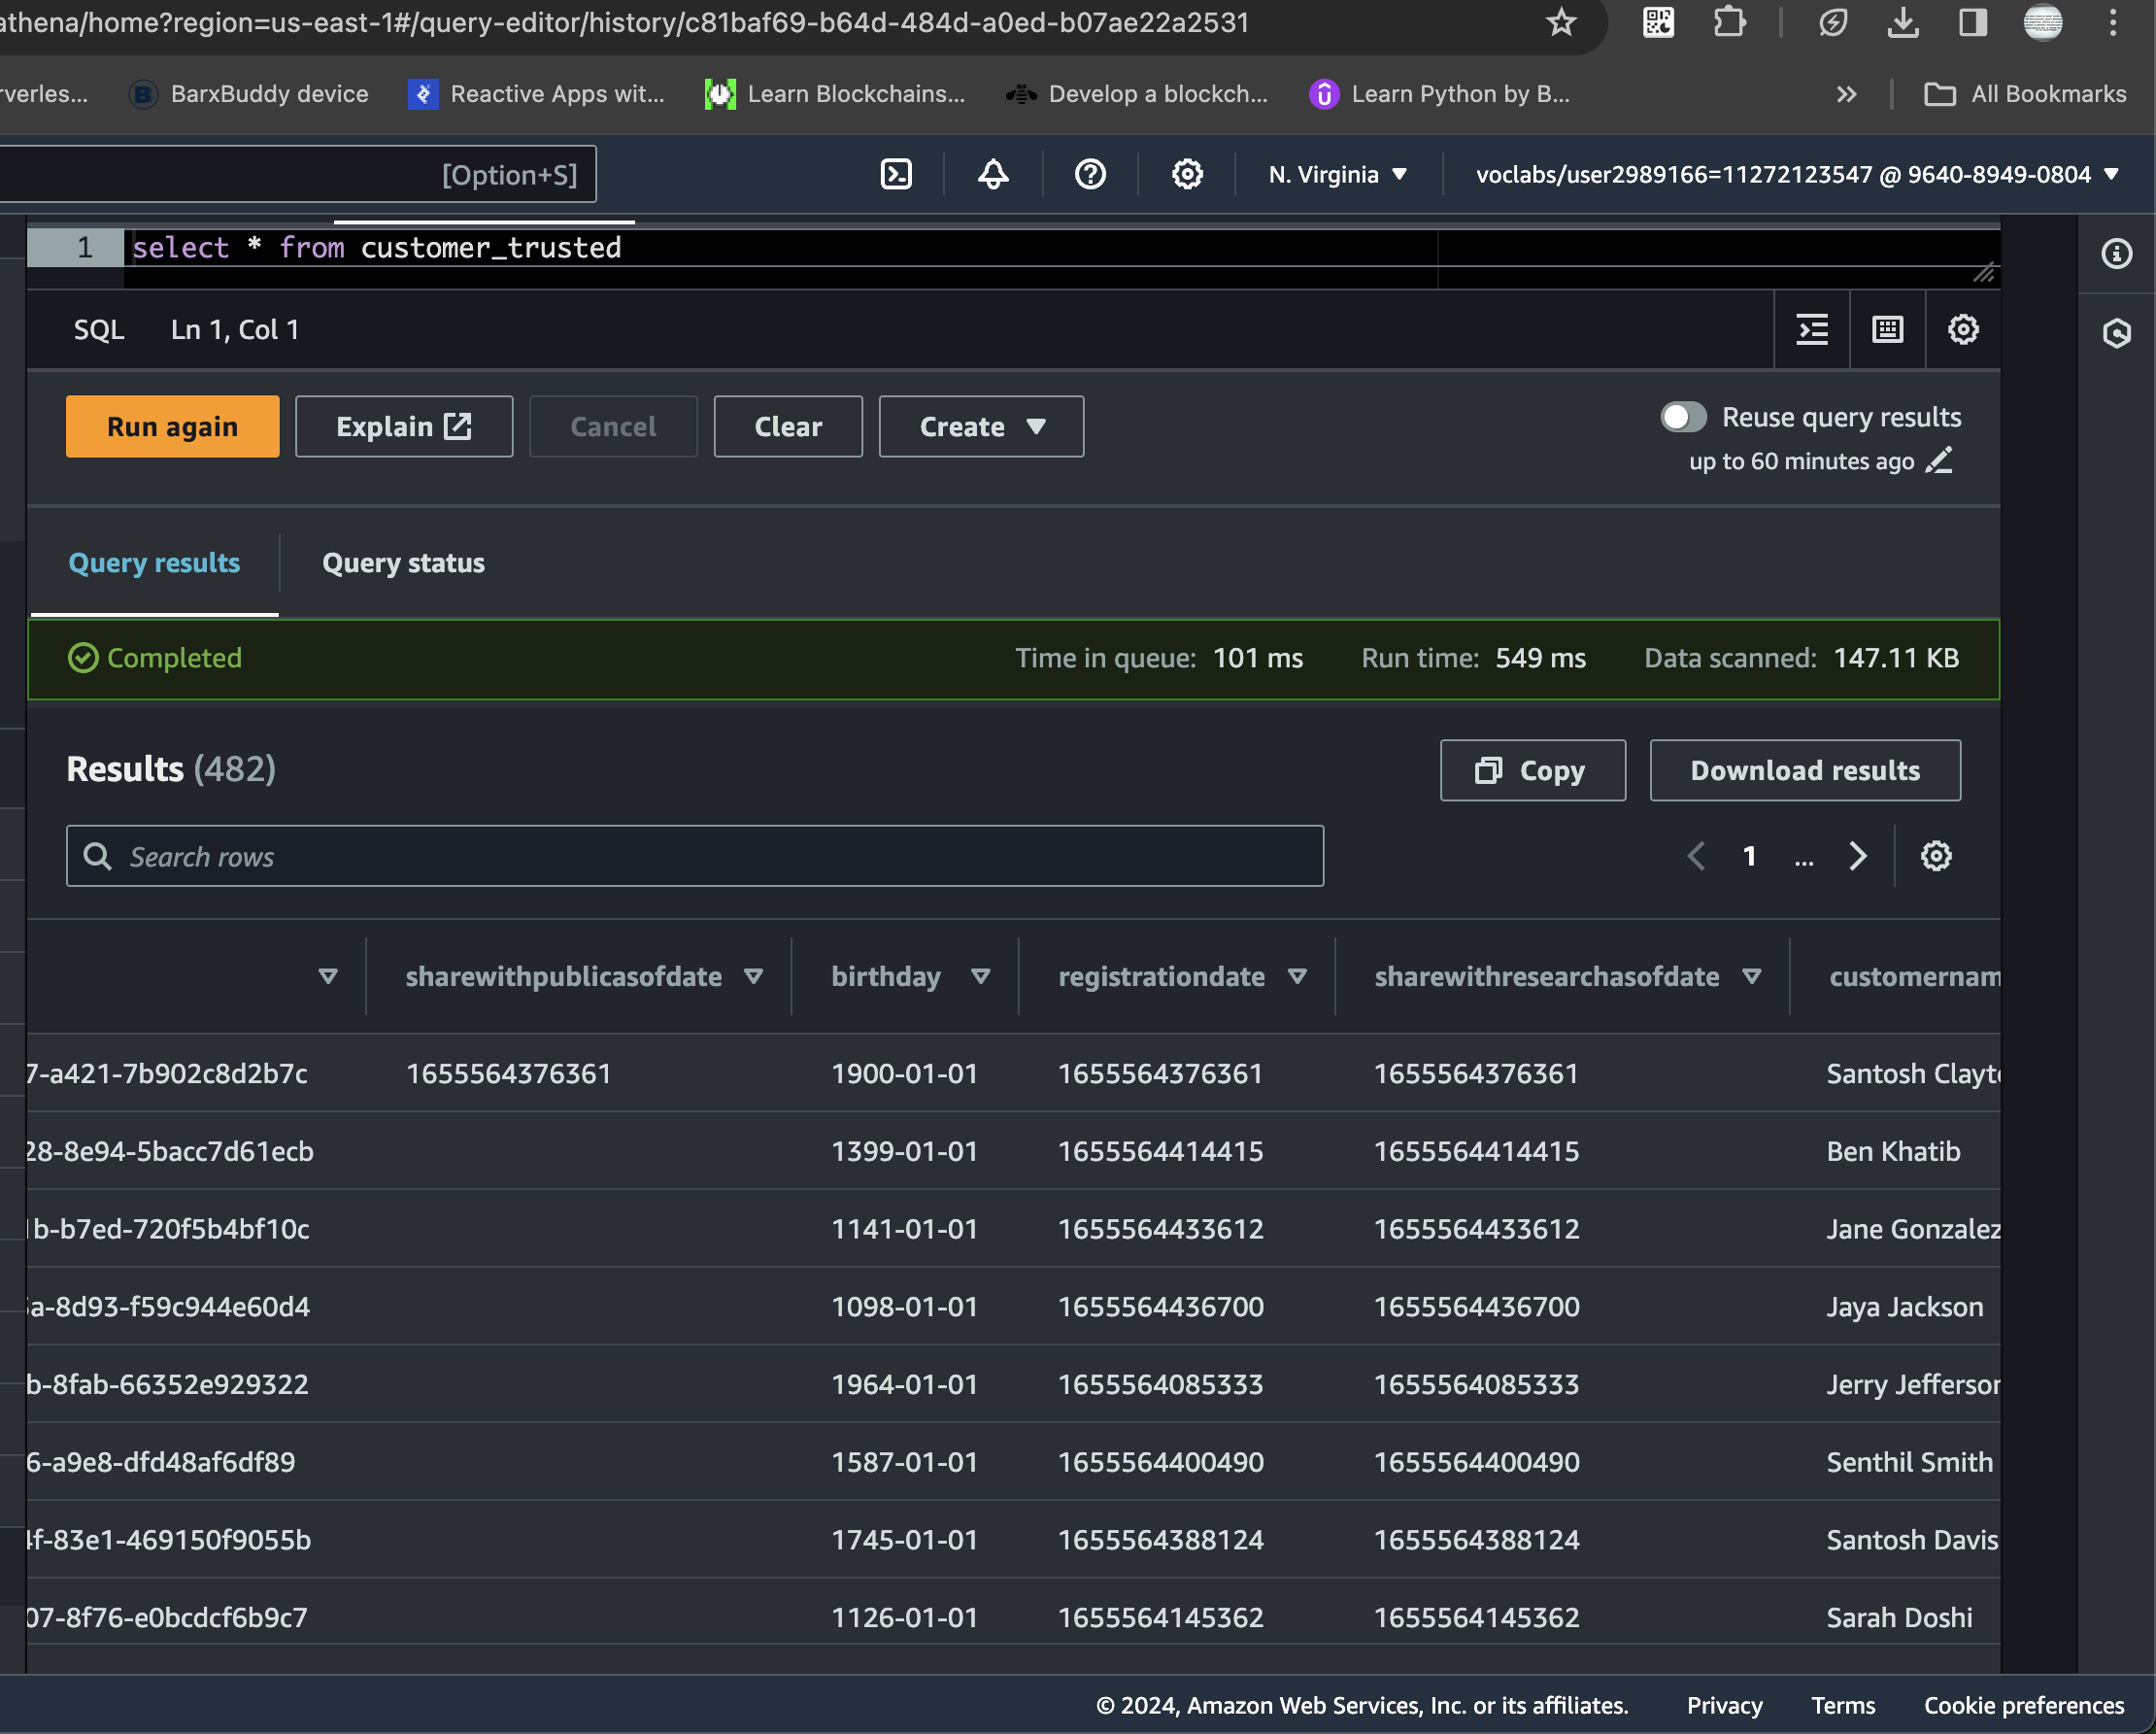 athena/home?region=us-east-1#/query-editor/history/c81baf69-b64d-484d-a0ed-b07ae22a2531
rverles... BarxBuddy device Reactive Apps wit... Learn Blockchains... Develop a blockch... Learn Python by B... All Bookmarks
[Option+S] N. Virginia voclabs/user2989166=11272123547 @ 9640-8949-0804
1 select * from customer_trusted
SQL Ln 1, Col 1
Run again Explain Cancel Clear Create Reuse query results
up to 60 minutes ago
Query results Query status
Completed Time in queue: 101 ms Run time: 549 ms Data scanned: 147.11 KB
Results (482) Copy Download results
Search rows 1 ...
sharewithpublicasofdate birthday registrationdate sharewithresearchasofdate customernam
7-a421-7b902c8d2b7c 1655564376361 1900-01-01 1655564376361 1655564376361 Santosh Clayto
28-8e94-5bacc7d61ecb 1399-01-01 1655564414415 1655564414415 Ben Khatib
1b-b7ed-720f5b4bf10c 1141-01-01 1655564433612 1655564433612 Jane Gonzalez
a-8d93-f59c944e60d4 1098-01-01 1655564436700 1655564436700 Jaya Jackson
b-8fab-66352e929322 1964-01-01 1655564085333 1655564085333 Jerry Jefferson
6-a9e8-dfd48af6df89 1587-01-01 1655564400490 1655564400490 Senthil Smith
4f-83e1-469150f9055b 1745-01-01 1655564388124 1655564388124 Santosh Davis
07-8f76-e0bcdcf6b9c7 1126-01-01 1655564145362 1655564145362 Sarah Doshi
© 2024, Amazon Web Services, Inc. or its affiliates. Privacy Terms Cookie preferences